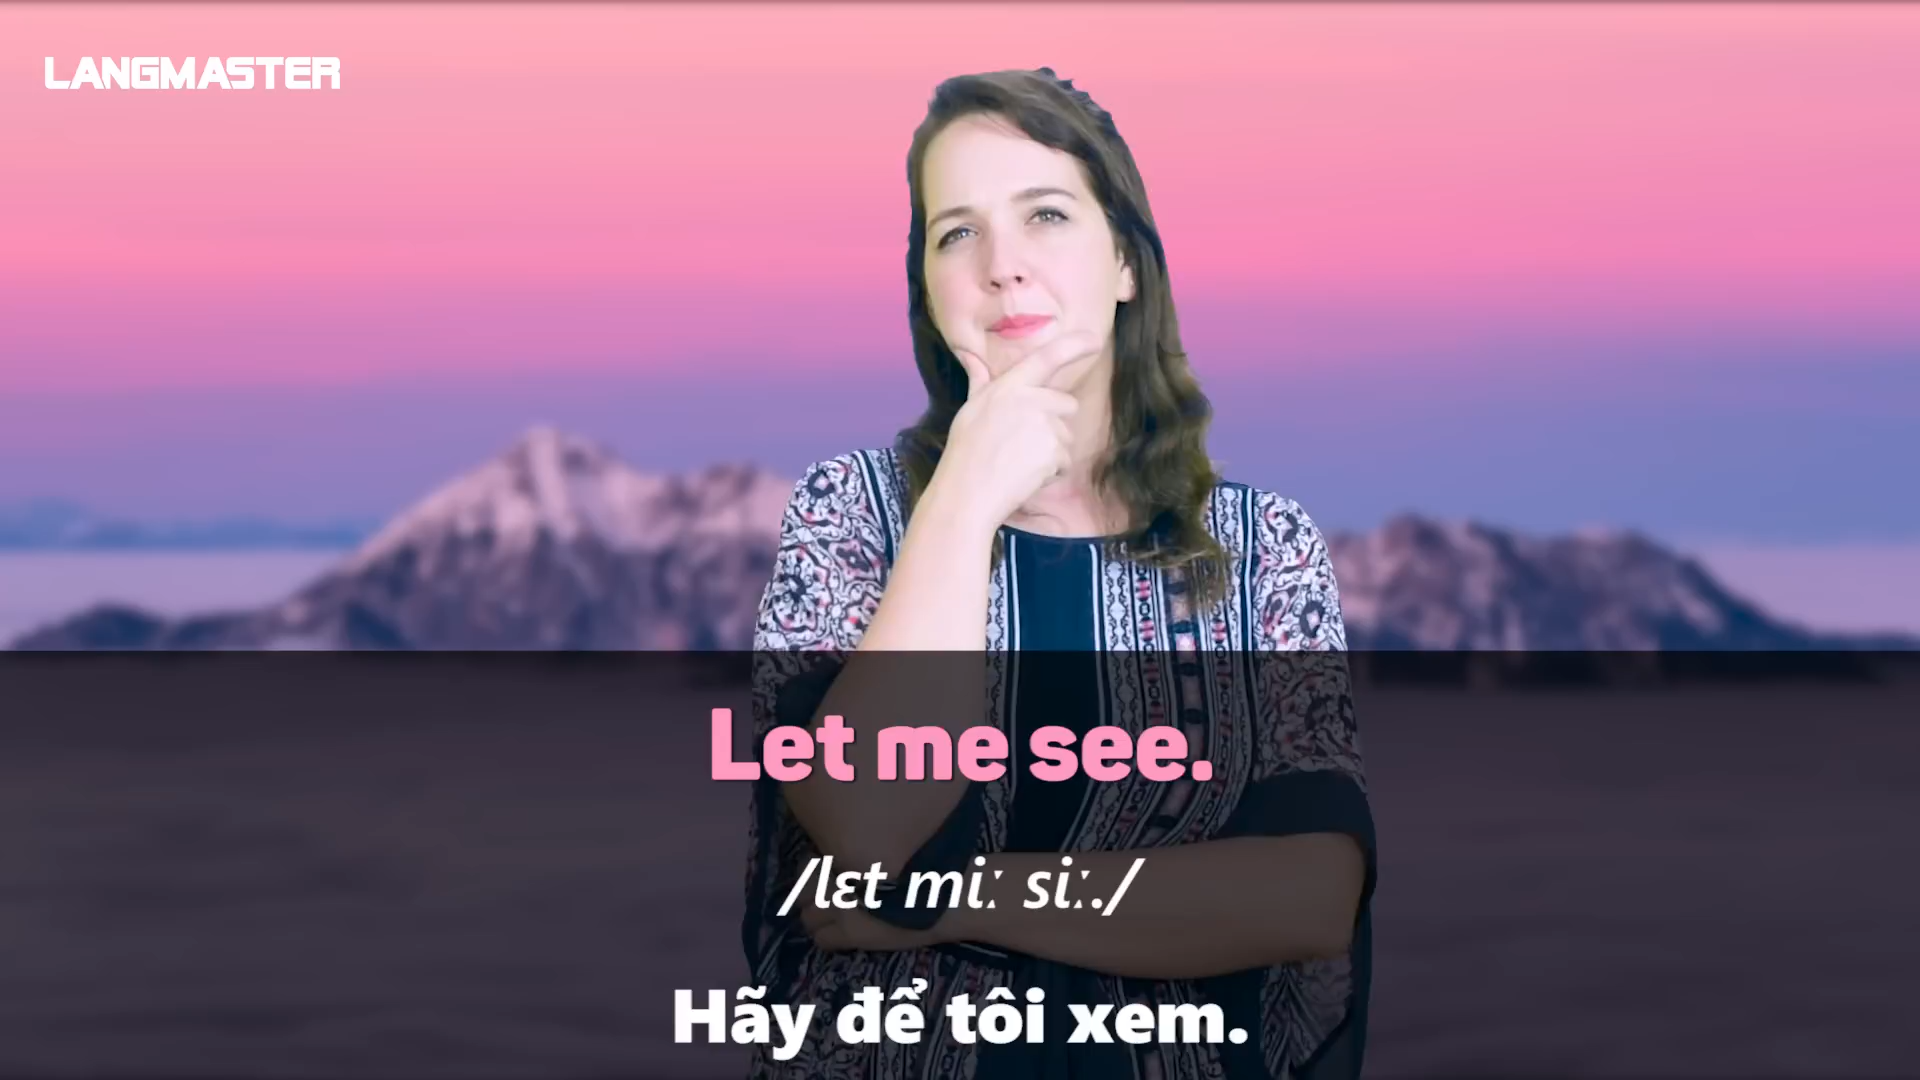 LANGMASTER
Let me see.
/lɛt miː siː./
Hãy để tôi xem.